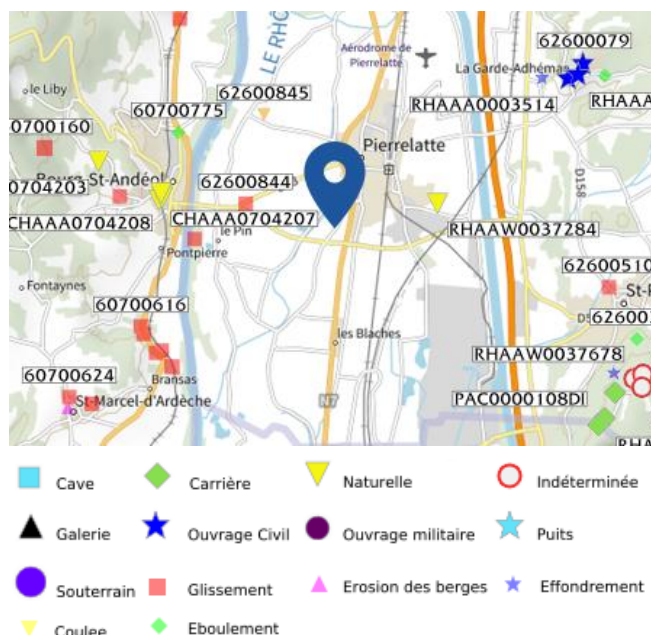 LE RHÔ
Aérodrome de
Pierrelatte
62600079
le Liby
62600845
La Garde-Adhémar
60700775
RHAAA0003514
RHAAA
60700160
Pierrelatte
Bourg-St-Andéol
62600844
D158
0704203
CHAAA0704208
CHAAA0704207
le Pin
RHAAW0037284
Pontpierre
62600510
Fontaynes
St-P
60700616
62600
les Blaches
RHAAW0037678
60700624
Bransas
PAC0000108DI
St-Marcel-d'Ardèche
N7
RHA
Cave
Carrière
Naturelle
Indéterminée
Galerie
Ouvrage Civil
Ouvrage militaire
Puits
Souterrain
Glissement
Erosion des berges
Effondrement
Coulee
Eboulement